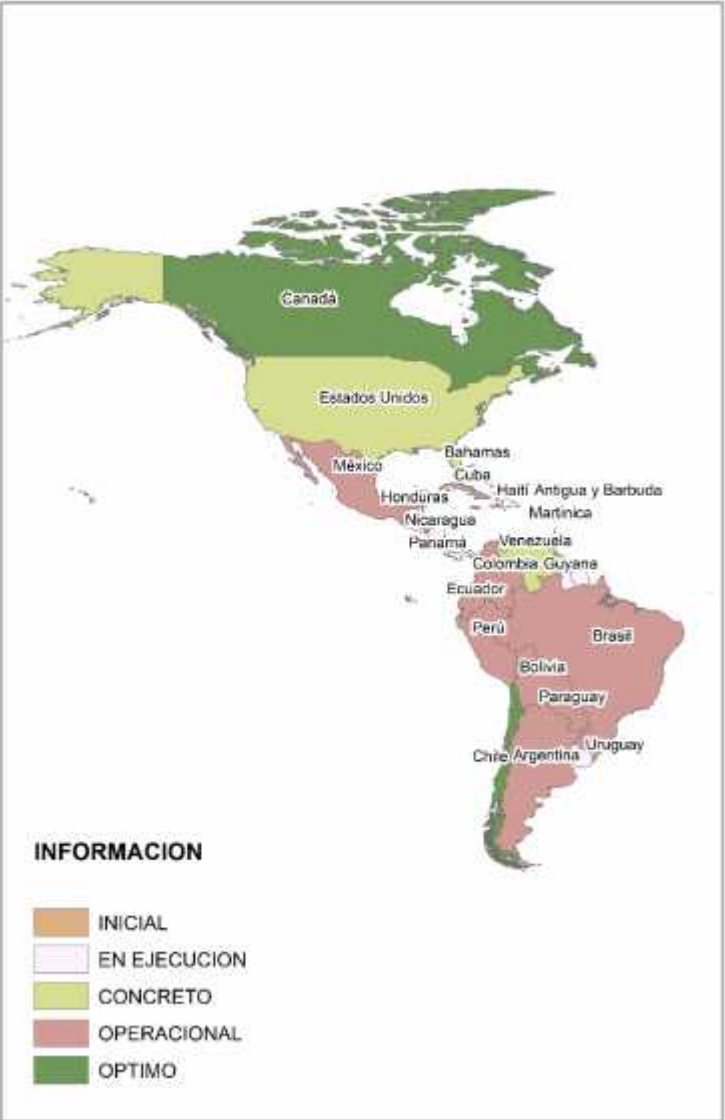 Canadá
Estados Unidos
México
Bahamas
Cuba
Honduras
Haití Antigua y Barbuda
Nicaragua
Martinica
Panamá
Venezuela
Colombia Guyana
Ecuador
Perú
Brasil
Bolivia
Paraguay
Uruguay
Chile Argentina
INFORMACION
INICIAL
EN EJECUCION
CONCRETO
OPERACIONAL
OPTIMO